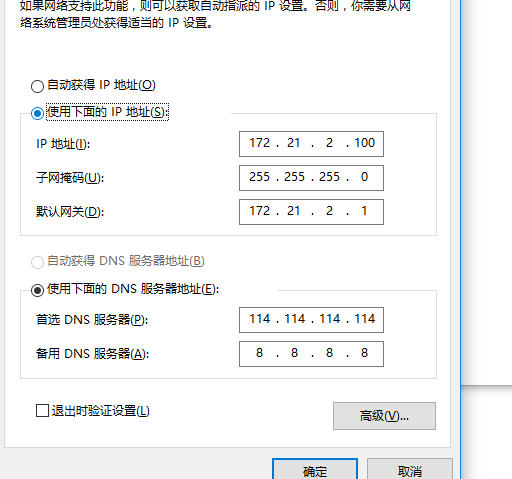 如果网络支持此功能，则可以获取自动指派的 IP 设置。否则，你需要从网
络系统管理员处获得适当的 IP 设置。
自动获得 IP 地址(O)
使用下面的 IP 地址(S):
IP 地址(I): 172 . 21 . 2 . 100
子网掩码(U): 255 . 255 . 255 . 0
默认网关(D): 172 . 21 . 2 . 1
自动获得 DNS 服务器地址(B)
使用下面的 DNS 服务器地址(E):
首选 DNS 服务器(P): 114 . 114 . 114 . 114
备用 DNS 服务器(A): 8 . 8 . 8 . 8
退出时验证设置(L)
高级(V)...
确定 取消